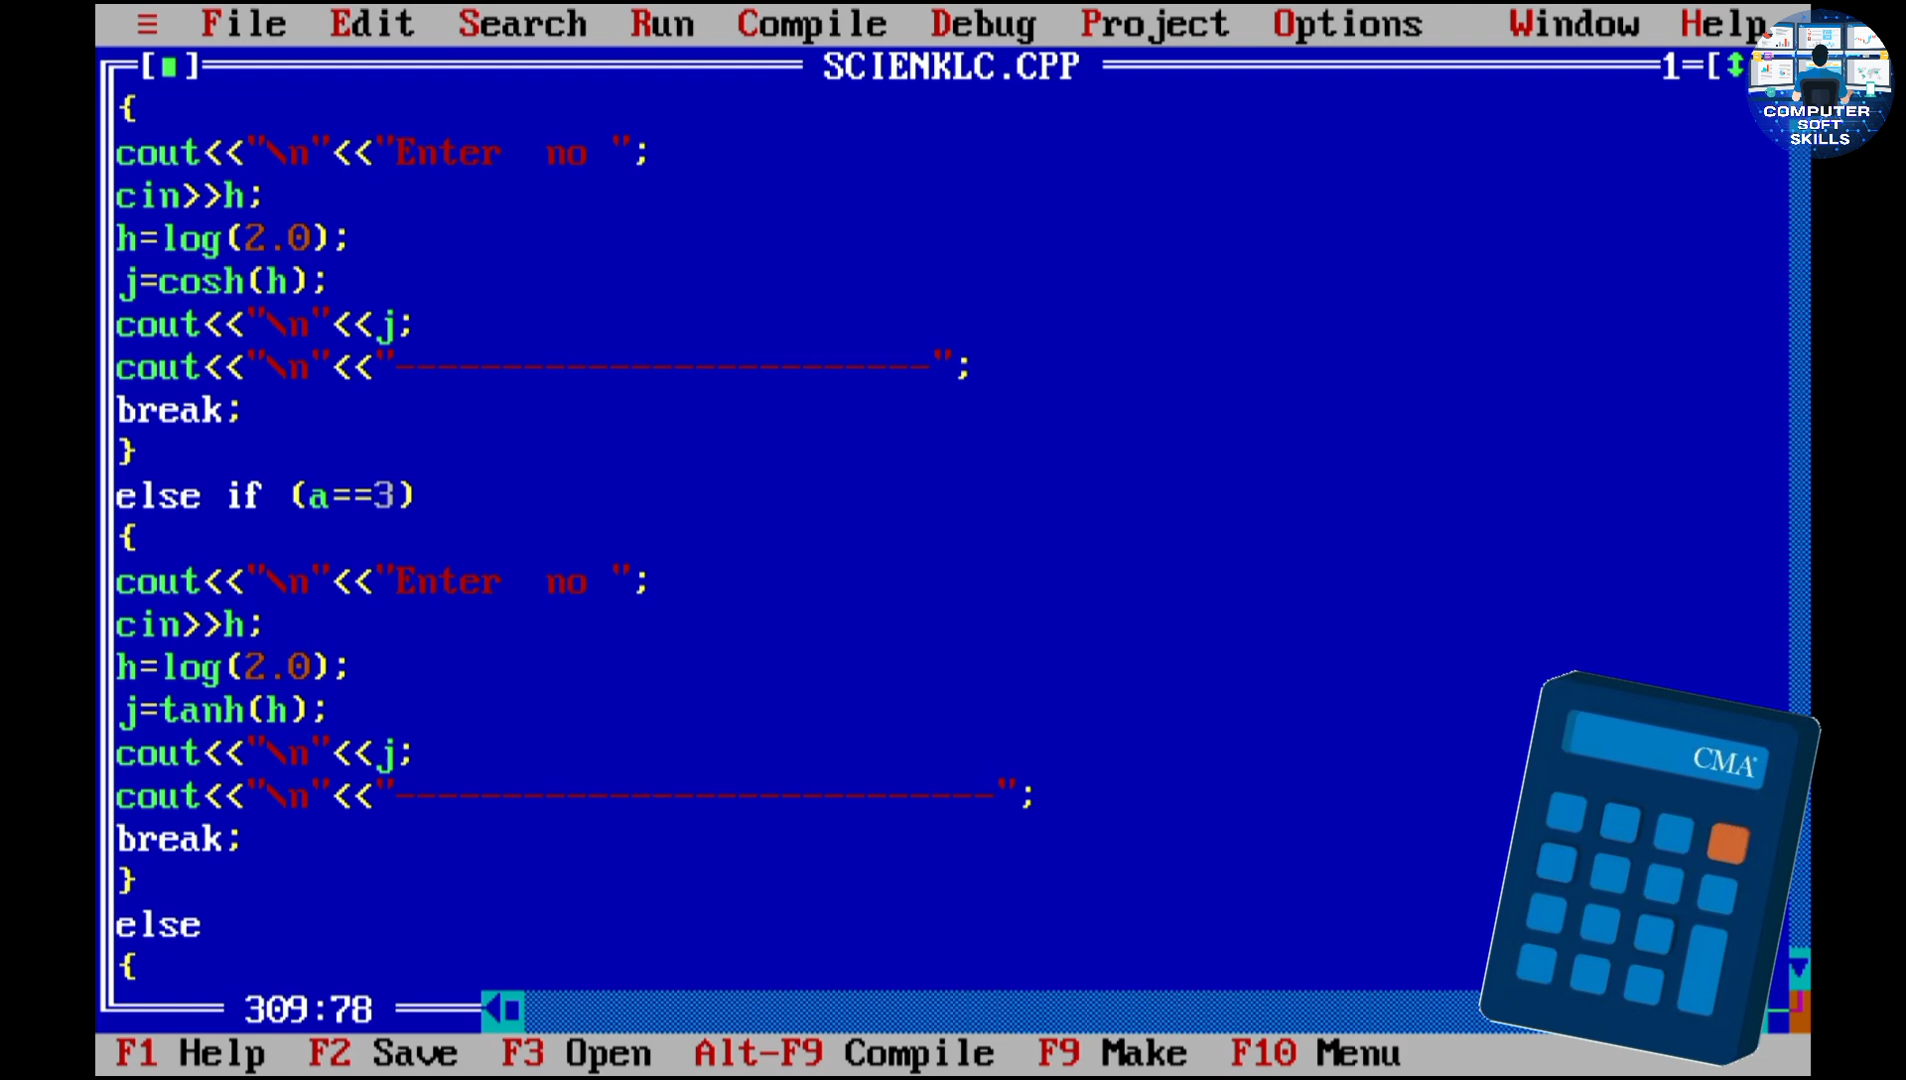 ≡ File Edit Search Run Compile Debug Project Options Window Help
[■] SCIENKLC.CPP 1=[↕
COMPUTER
SOFT
SKILLS
{
cout<<"\n"<<"Enter  no ";
cin>>h;
h=log(2.0);
j=cosh(h);
cout<<"\n"<<j;
cout<<"\n"<<"-------------------------";
break;
}
else if (a==3)
{
cout<<"\n"<<"Enter  no ";
cin>>h;
h=log(2.0);
j=tanh(h);
cout<<"\n"<<j;
cout<<"\n"<<"----------------------------";
break;
}
else
{
CMA
309:78
F1 Help F2 Save F3 Open Alt-F9 Compile F9 Make F10 Menu